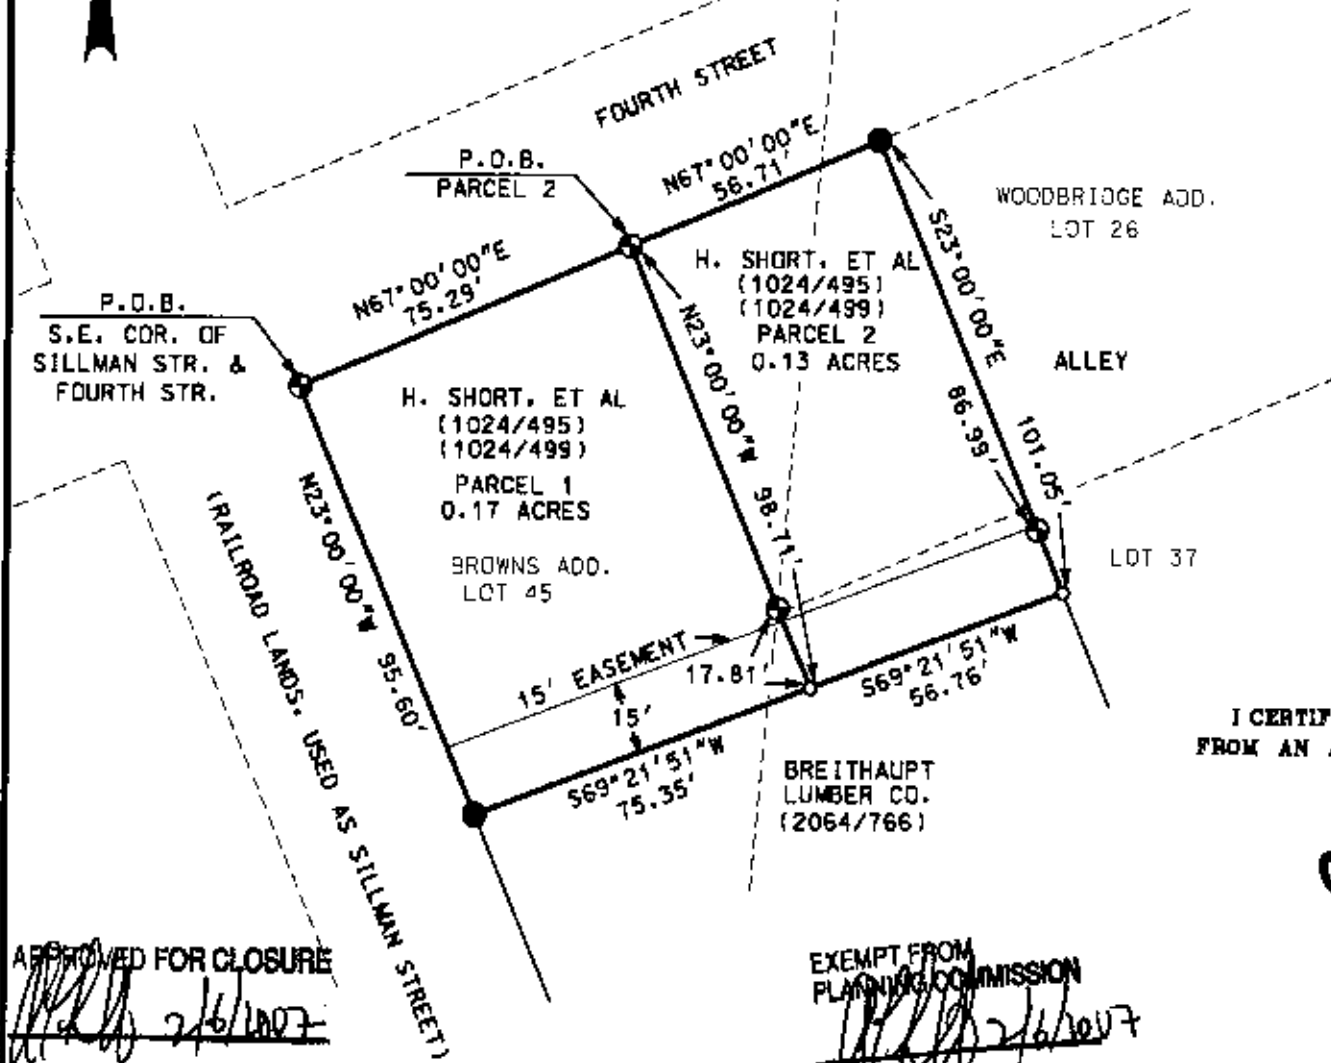 FOURTH STREET
P.O.B.
PARCEL 2
N67°00'00"E
56.71'
WOODBRIDGE ADD.
LOT 26
N67°00'00"E
75.29'
H. SHORT, ET AL
(1024/495)
(1024/499)
PARCEL 2
0.13 ACRES
S23°00'00"E
86.99'
101.05'
P.O.B.
S.E. COR. OF
SILLMAN STR. &
FOURTH STR.
N23°00'00"W 98.71'
ALLEY
H. SHORT, ET AL
(1024/495)
(1024/499)
PARCEL 1
0.17 ACRES
BROWNS ADD.
LOT 45
N23°00'00"W 95.60'
(RAILROAD LANDS, USED AS SILLMAN STREET)
LOT 37
15' EASEMENT
17.81'
15'
S69°21'51"W
56.76'
S69°21'51"W
75.35'
BREITHAUPT
LUMBER CO.
(2064/766)
I CERTIF
FROM AN
APPROVED FOR CLOSURE
2/6/2007
EXEMPT FROM
PLANNING COMMISSION
2/6/2007